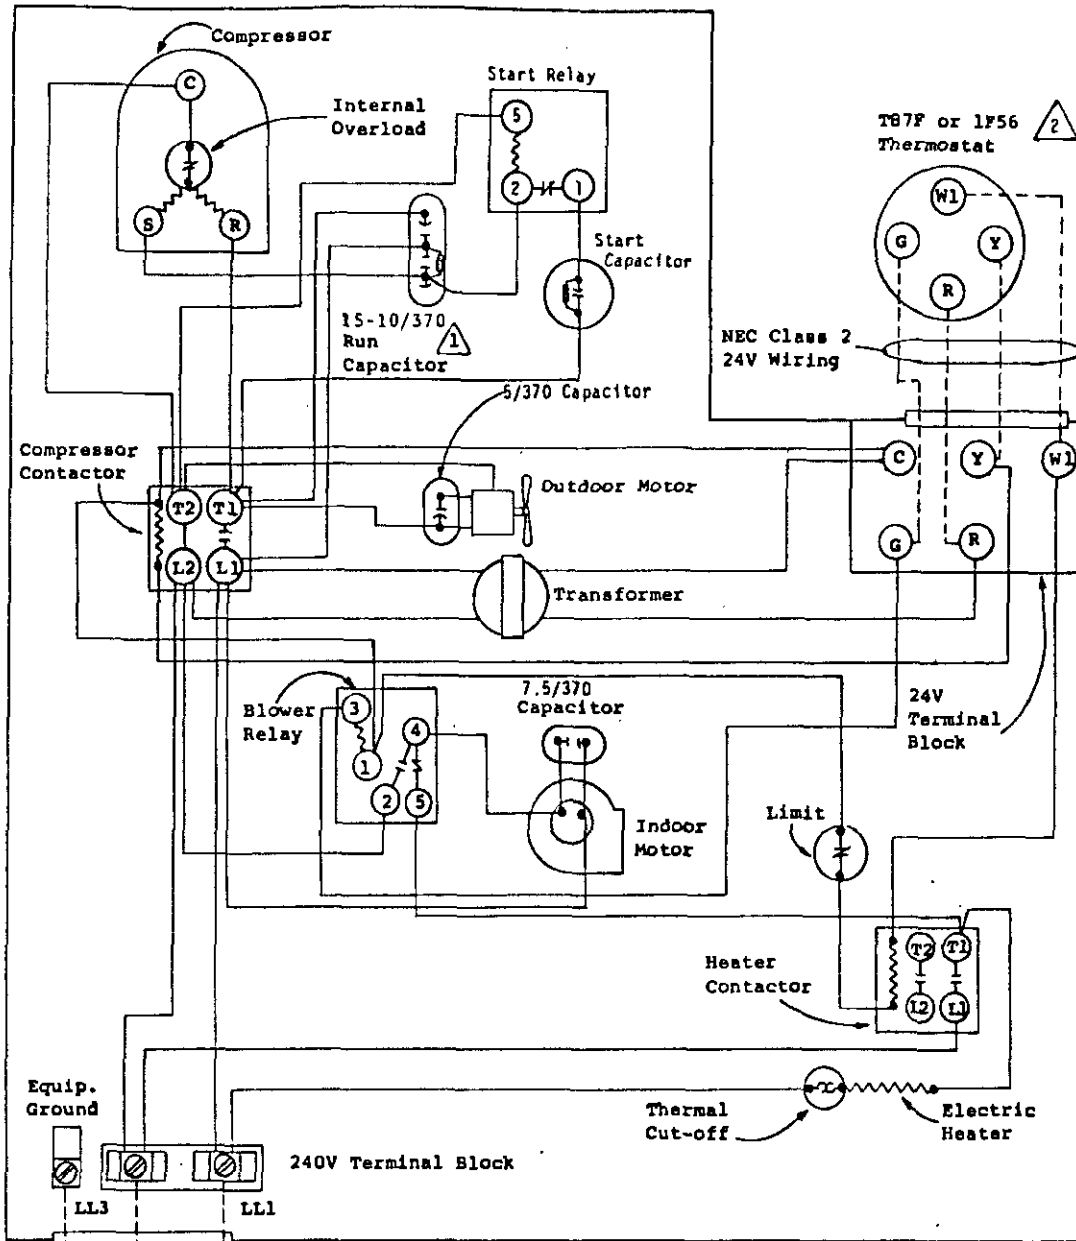 Compressor
C
Internal
Overload
S
R
Start Relay
5
2
1
Start
Capacitor
15-10/370
Run
Capacitor
1
T87F or 1F56
Thermostat
2
W1
G
Y
R
NEC Class 2
24V Wiring
5/370 Capacitor
Compressor
Contactor
T2
T1
L2
L1
Outdoor Motor
Transformer
C
Y
W1
G
R
24V
Terminal
Block
Blower
Relay
3
4
1
2
5
7.5/370
Capacitor
Indoor
Motor
Limit
Heater
Contactor
T2
T1
L2
L1
Equip.
Ground
Thermal
Cut-off
Electric
Heater
240V Terminal Block
LL3
LL1